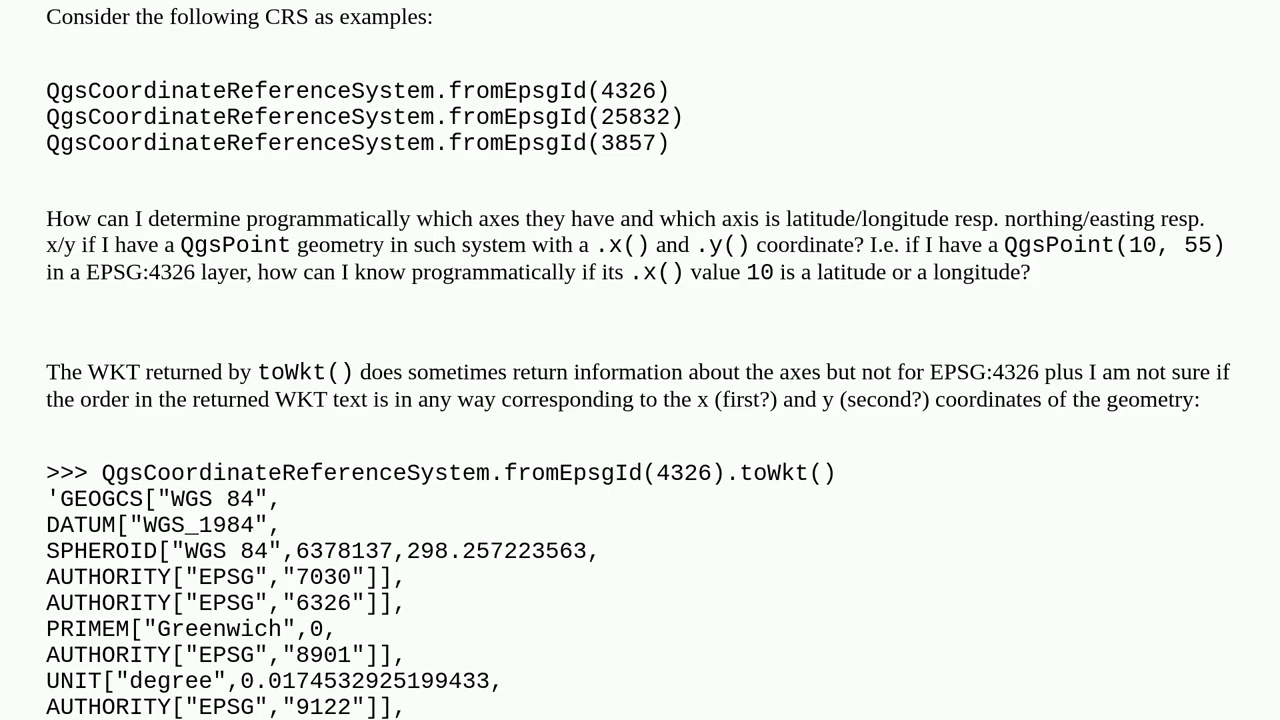 Consider the following CRS as examples:
QgsCoordinateReferenceSystem.fromEpsgId(4326)
QgsCoordinateReferenceSystem.fromEpsgId(25832)
QgsCoordinateReferenceSystem.fromEpsgId(3857)
How can I determine programmatically which axes they have and which axis is latitude/longitude resp. northing/easting resp.
x/y if I have a QgsPoint geometry in such system with a .x() and .y() coordinate? I.e. if I have a QgsPoint(10, 55)
in a EPSG:4326 layer, how can I know programmatically if its .x() value 10 is a latitude or a longitude?
The WKT returned by toWkt() does sometimes return information about the axes but not for EPSG:4326 plus I am not sure if
the order in the returned WKT text is in any way corresponding to the x (first?) and y (second?) coordinates of the geometry:
>>> QgsCoordinateReferenceSystem.fromEpsgId(4326).toWkt()
'GEOGCS["WGS 84",
DATUM["WGS_1984",
SPHEROID["WGS 84",6378137,298.257223563,
AUTHORITY["EPSG","7030"]],
AUTHORITY["EPSG","6326"]],
PRIMEM["Greenwich",0,
AUTHORITY["EPSG","8901"]],
UNIT["degree",0.0174532925199433,
AUTHORITY["EPSG","9122"]],